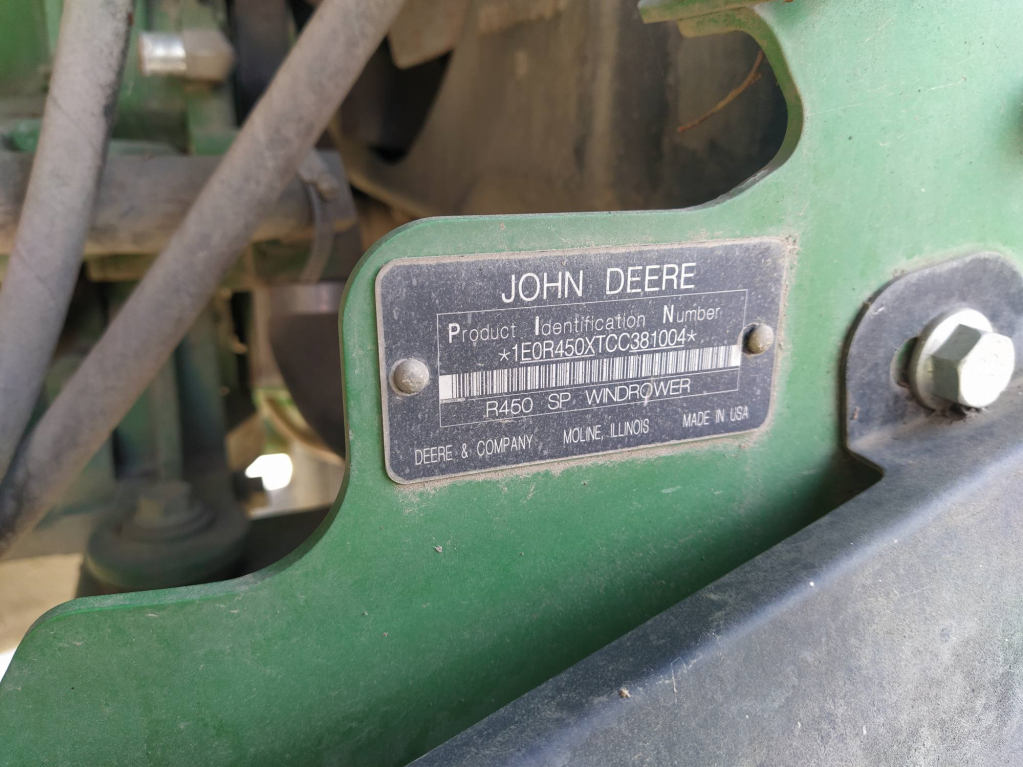 JOHN DEERE
Product Identification Number
*1E0R450XTCC381004*
R450 SP WINDROWER
DEERE & COMPANY MOLINE, ILLINOIS MADE IN USA